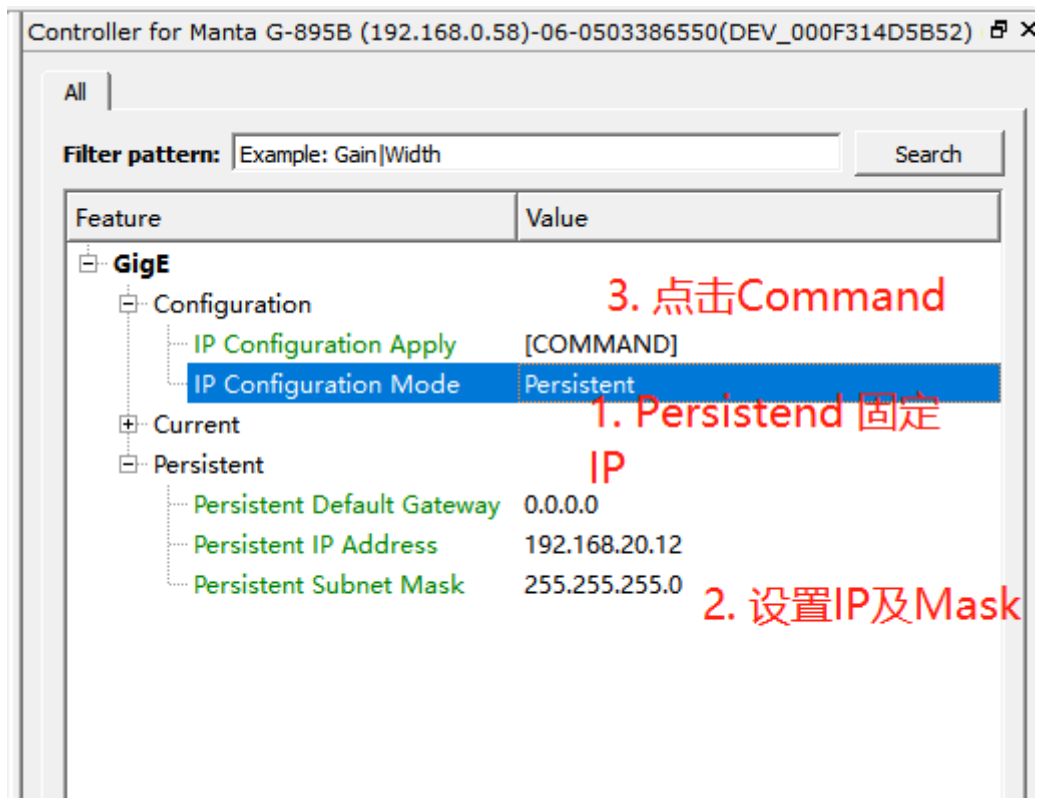 Controller for Manta G-895B (192.168.0.58)-06-0503386550(DEV_000F314D5B52)
All
Filter pattern: Example: Gain|Width Search
Feature Value
GigE
Configuration 3. 点击Command
IP Configuration Apply [COMMAND]
IP Configuration Mode Persistent
Current 1. Persistend 固定
Persistent IP
Persistent Default Gateway 0.0.0.0
Persistent IP Address 192.168.20.12
Persistent Subnet Mask 255.255.255.0
2. 设置IP及Mask